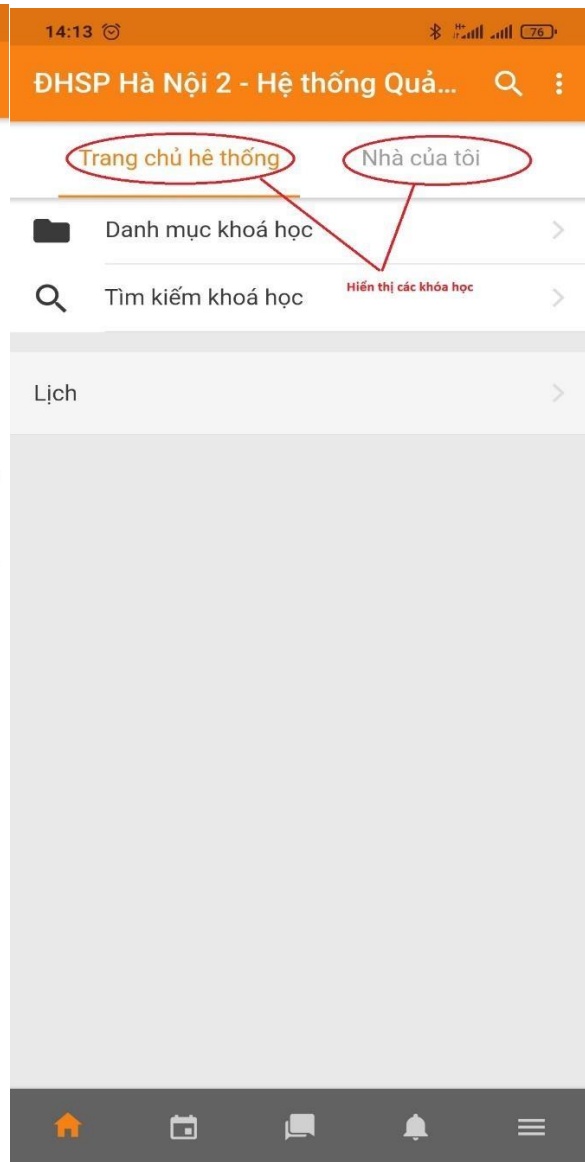 14:13
H+
76
ĐHSP Hà Nội 2 - Hệ thống Quả...
Trang chủ hê thống
Nhà của tôi
Danh mục khoá học
Tìm kiếm khoá học
Hiển thị các khóa học
Lịch